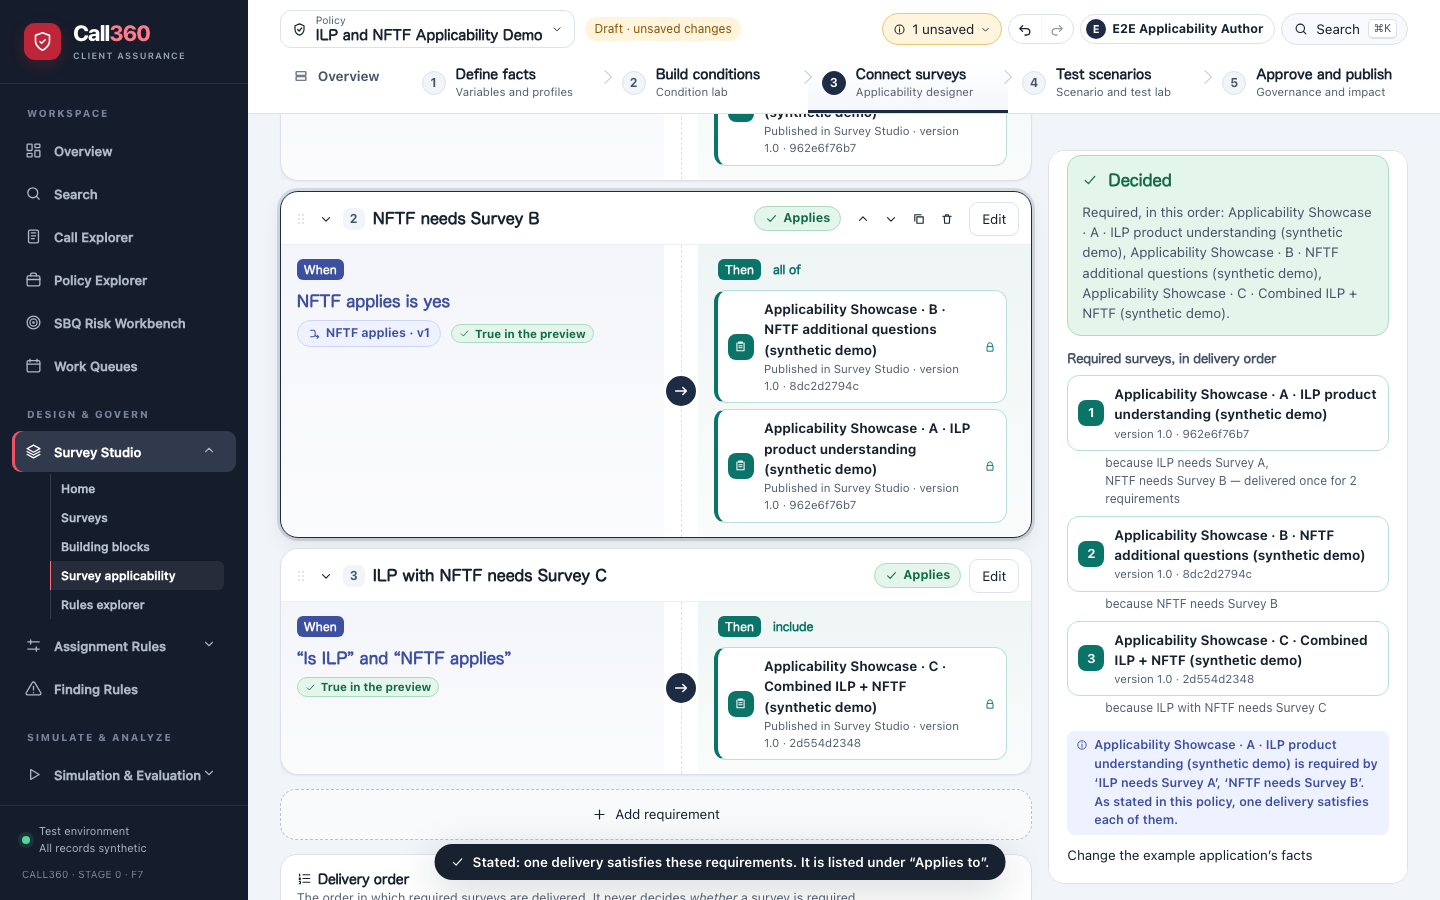 Call360
CLIENT ASSURANCE
WORKSPACE
Overview
Search
Call Explorer
Policy Explorer
SBQ Risk Workbench
Work Queues
DESIGN & GOVERN
Survey Studio
Home
Surveys
Building blocks
Survey applicability
Rules explorer
Assignment Rules
Finding Rules
SIMULATE & ANALYZE
Simulation & Evaluation
Test environment
All records synthetic
CALL360 · STAGE 0 · F7
Policy
ILP and NFTF Applicability Demo
Draft · unsaved changes
1 unsaved
E E2E Applicability Author
Search ⌘K
Overview
1 Define facts
Variables and profiles
2 Build conditions
Condition lab
3 Connect surveys
Applicability designer
4 Test scenarios
Scenario and test lab
5 Approve and publish
Governance and impact
(synthetic demo)
Published in Survey Studio · version
1.0 · 962e6f76b7
2 NFTF needs Survey B
Applies
Edit
When
NFTF applies is yes
NFTF applies · v1
True in the preview
Then all of
Applicability Showcase · B ·
NFTF additional questions
(synthetic demo)
Published in Survey Studio · version
1.0 · 8dc2d2794c
Applicability Showcase · A · ILP
product understanding
(synthetic demo)
Published in Survey Studio · version
1.0 · 962e6f76b7
3 ILP with NFTF needs Survey C
Applies
Edit
When
“Is ILP” and “NFTF applies”
True in the preview
Then include
Applicability Showcase · C ·
Combined ILP + NFTF
(synthetic demo)
Published in Survey Studio · version
1.0 · 2d554d2348
Add requirement
Delivery order
The order in which required surveys are delivered. It never decides whether a survey is required.
Stated: one delivery satisfies these requirements. It is listed under “Applies to”.
Decided
Required, in this order: Applicability Showcase
· A · ILP product understanding (synthetic
demo), Applicability Showcase · B · NFTF
additional questions (synthetic demo),
Applicability Showcase · C · Combined ILP +
NFTF (synthetic demo).
Required surveys, in delivery order
1 Applicability Showcase · A · ILP product
understanding (synthetic demo)
version 1.0 · 962e6f76b7
because ILP needs Survey A,
NFTF needs Survey B — delivered once for 2
requirements
2 Applicability Showcase · B · NFTF
additional questions (synthetic demo)
version 1.0 · 8dc2d2794c
because NFTF needs Survey B
3 Applicability Showcase · C · Combined
ILP + NFTF (synthetic demo)
version 1.0 · 2d554d2348
because ILP with NFTF needs Survey C
Applicability Showcase · A · ILP product
understanding (synthetic demo) is required by
‘ILP needs Survey A’, ‘NFTF needs Survey B’.
As stated in this policy, one delivery satisfies
each of them.
Change the example application’s facts